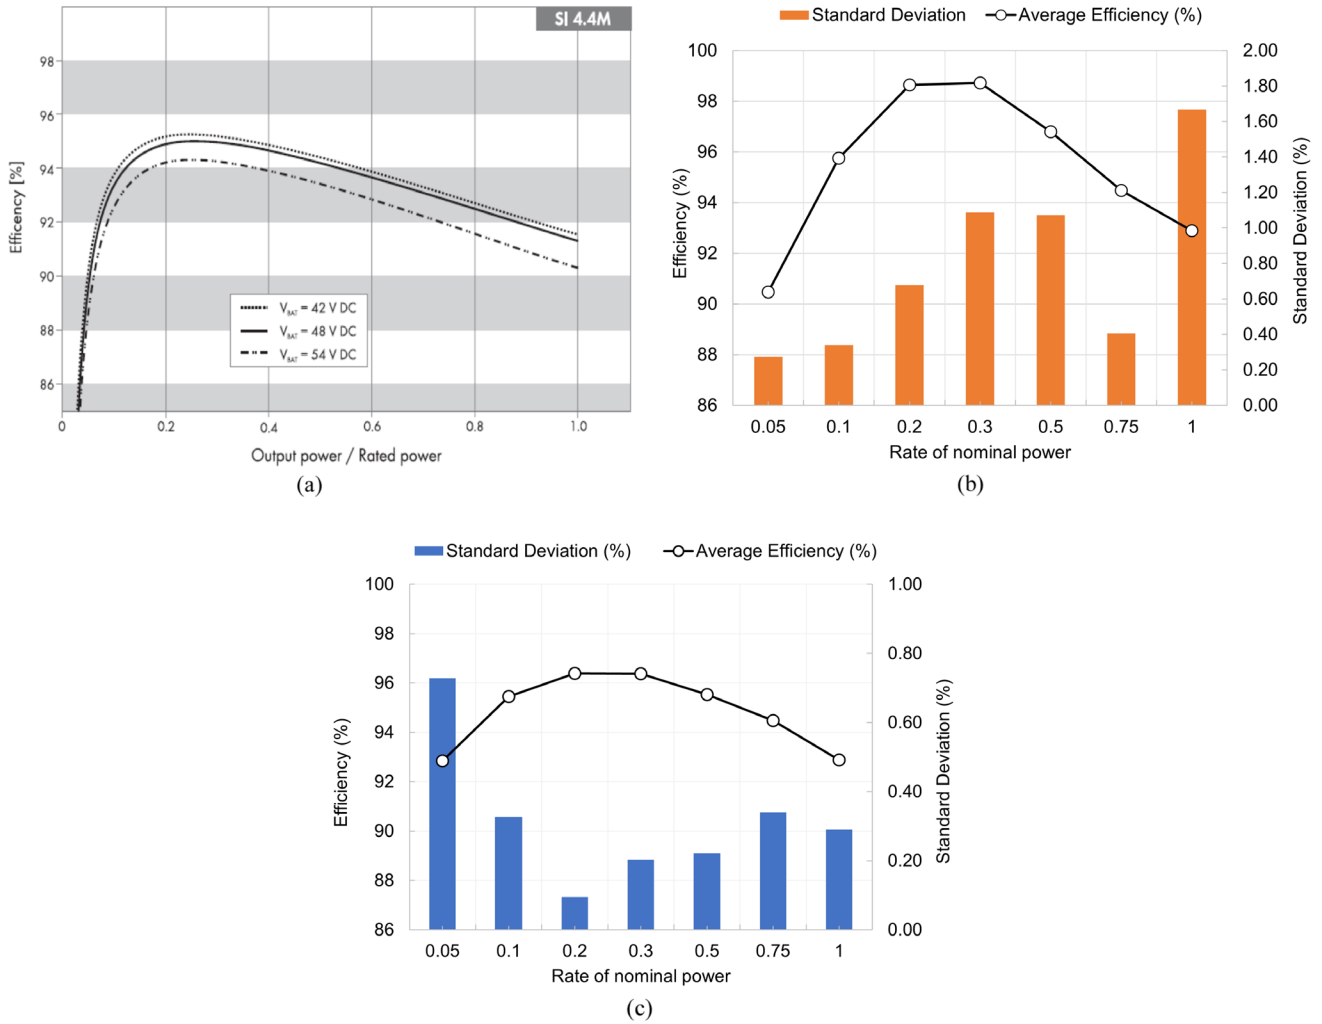 SI 4.4M
98
96
94
92
90
88
86
Efficency [%]
V_BAT = 42 V DC
V_BAT = 48 V DC
V_BAT = 54 V DC
0 0.2 0.4 0.6 0.8 1.0
Output power / Rated power
(a)
Standard Deviation Average Efficiency (%)
100 2.00
98 1.80
96 1.60
94 1.40
92 1.20
90 1.00
88 0.80
86 0.60
0.40
0.20
0.00
Efficiency (%)
Standard Deviation (%)
0.05 0.1 0.2 0.3 0.5 0.75 1
Rate of nominal power
(b)
Standard Deviation (%) Average Efficiency (%)
100 1.00
98 0.80
96 0.60
94 0.40
92 0.20
90 0.00
88
86
Efficiency (%)
Standard Deviation (%)
0.05 0.1 0.2 0.3 0.5 0.75 1
Rate of nominal power
(c)